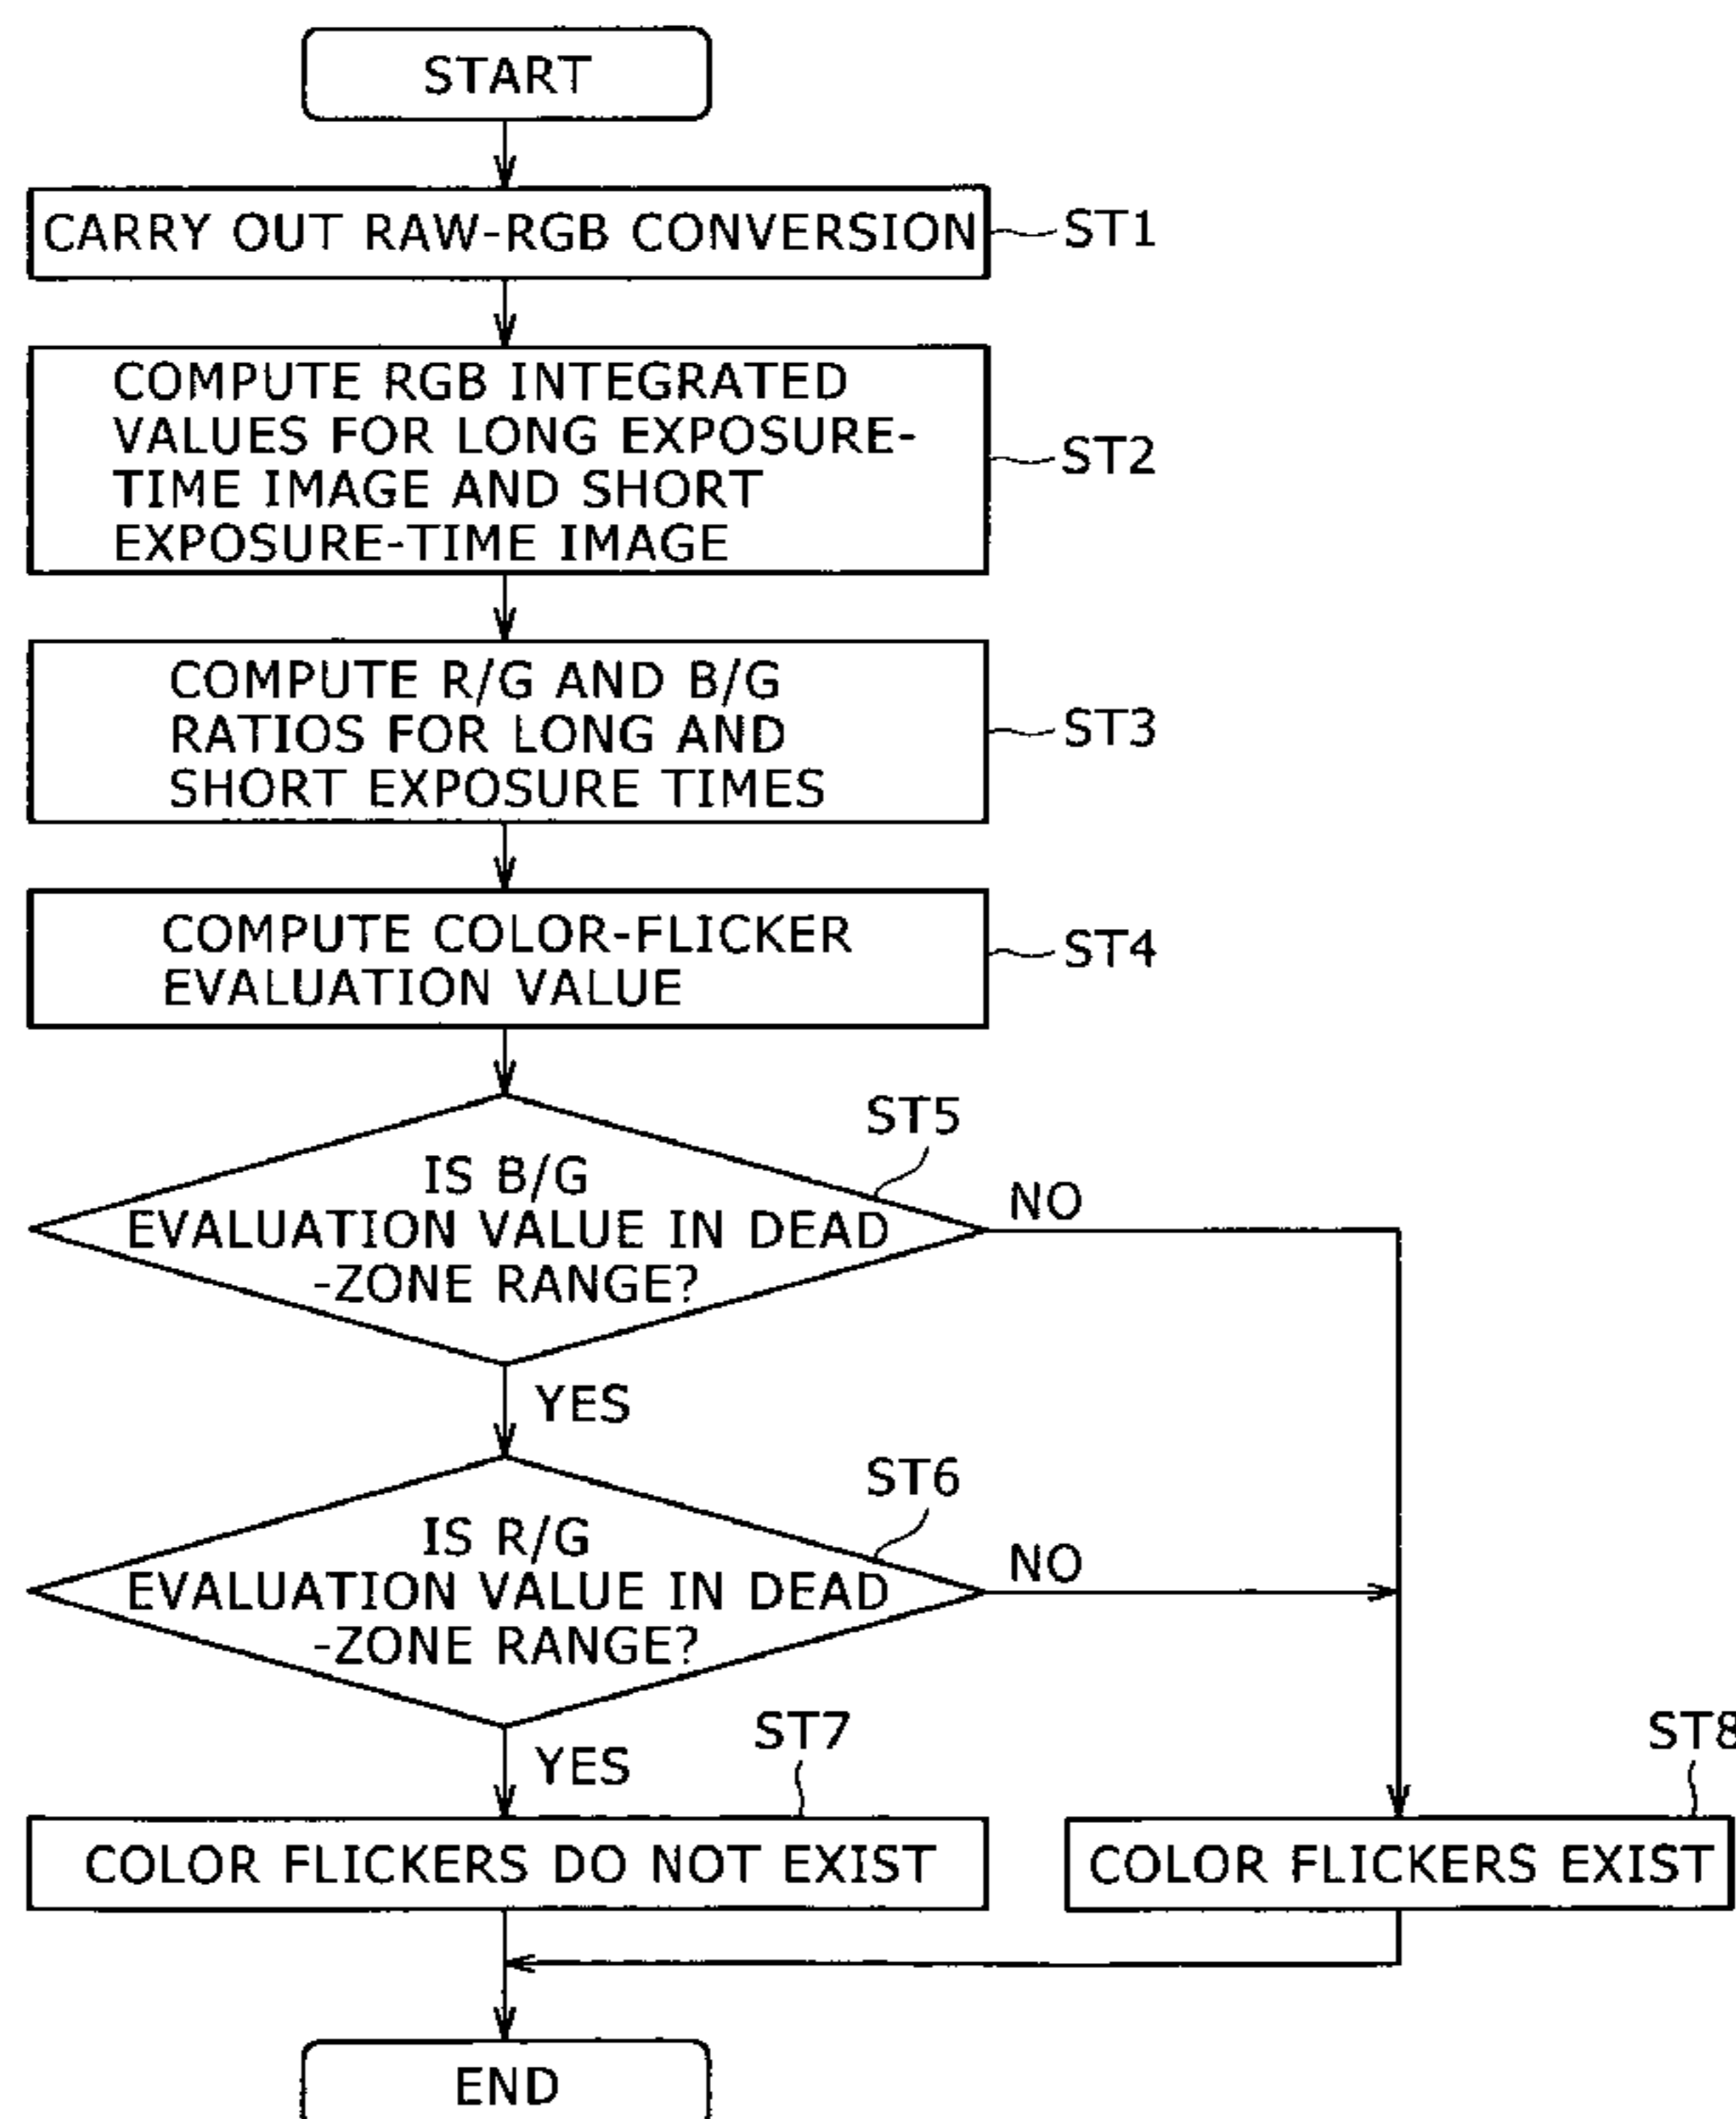 START
CARRY OUT RAW-RGB CONVERSION
ST1
COMPUTE RGB INTEGRATED
VALUES FOR LONG EXPOSURE-
TIME IMAGE AND SHORT
EXPOSURE-TIME IMAGE
ST2
COMPUTE R/G AND B/G
RATIOS FOR LONG AND
SHORT EXPOSURE TIMES
ST3
COMPUTE COLOR-FLICKER
EVALUATION VALUE
ST4
ST5
IS B/G
EVALUATION VALUE IN DEAD
-ZONE RANGE?
NO
YES
ST6
IS R/G
EVALUATION VALUE IN DEAD
-ZONE RANGE?
NO
YES
ST7
ST8
COLOR FLICKERS DO NOT EXIST
COLOR FLICKERS EXIST
END